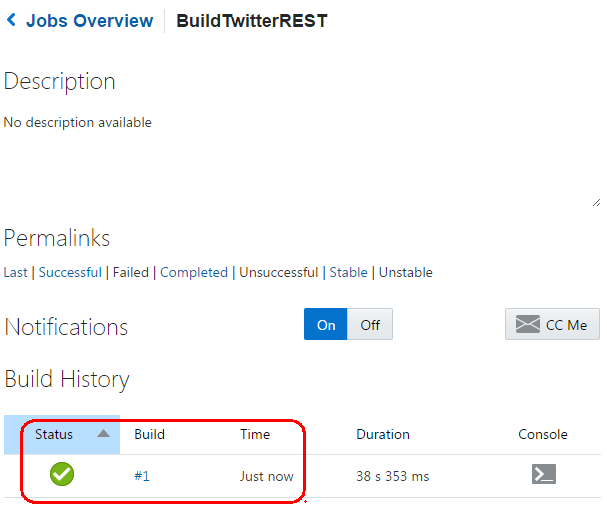 Jobs Overview BuildTwitterREST
Description
No description available
Permalinks
Last | Successful | Failed | Completed | Unsuccessful | Stable | Unstable
Notifications On Off CC Me
Build History
Status Build Time Duration Console
#1 Just now 38 s 353 ms